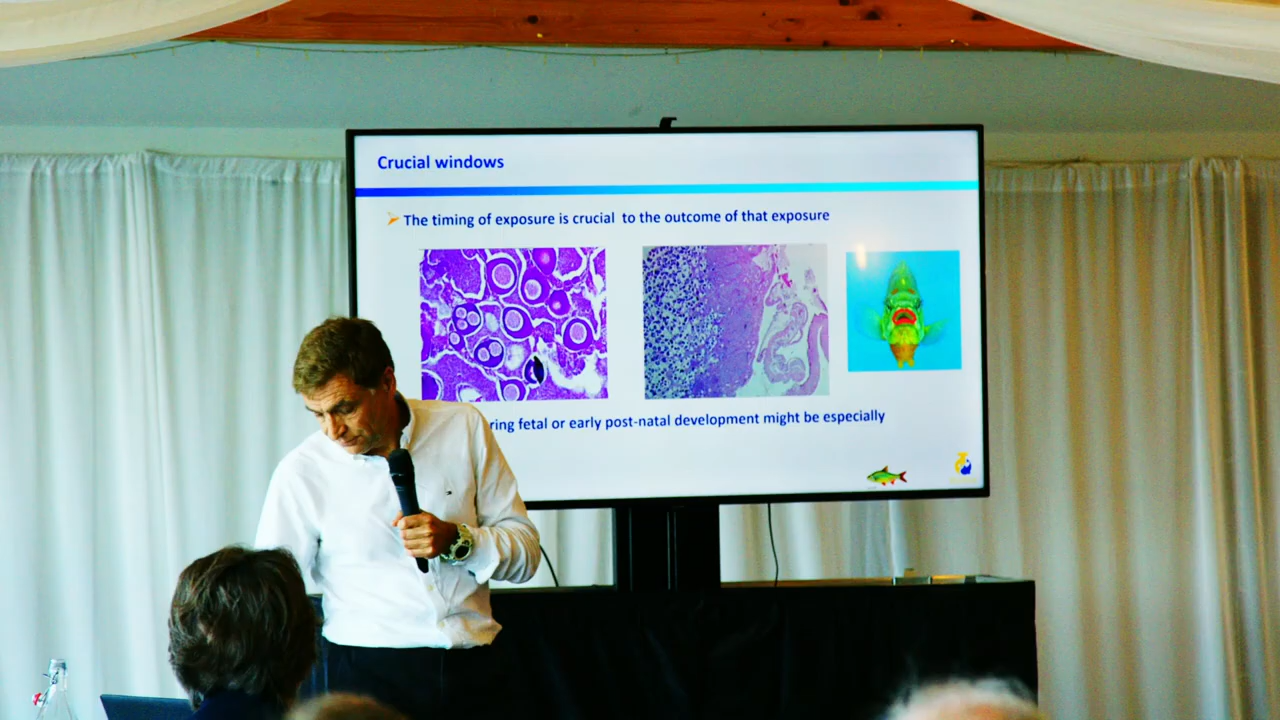 Crucial windows
The timing of exposure is crucial to the outcome of that exposure
ring fetal or early post-natal development might be especially